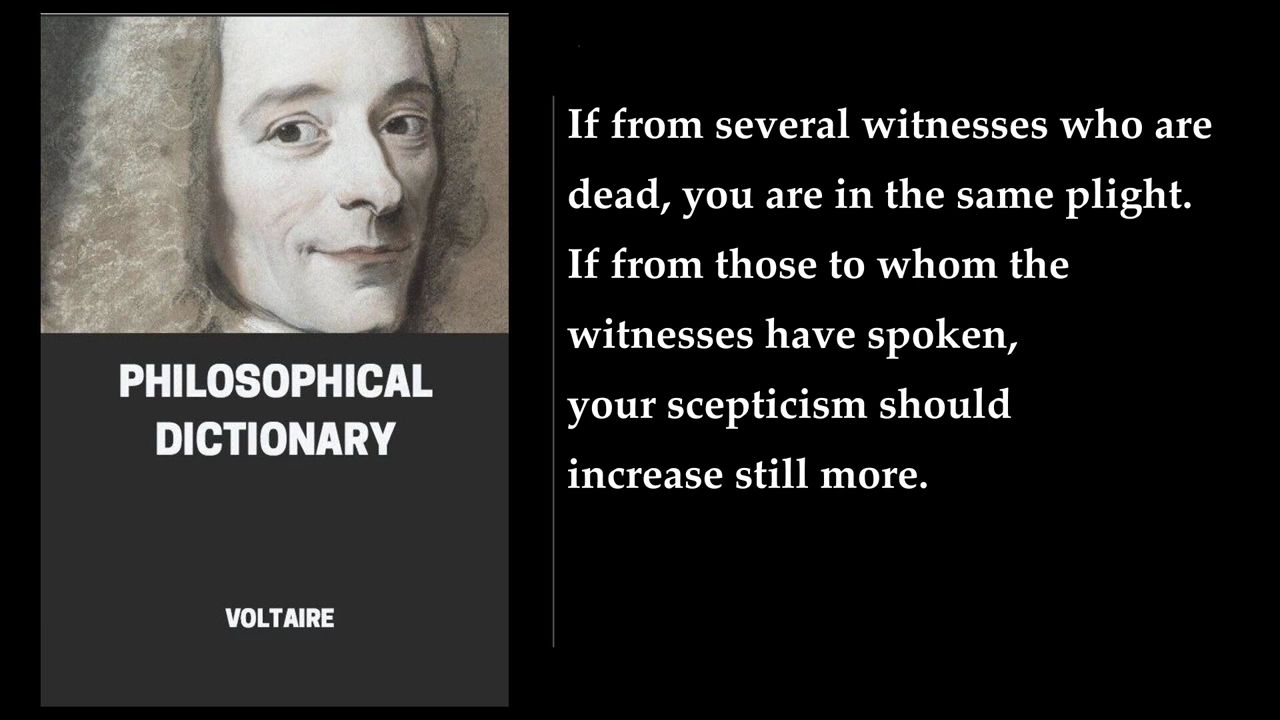 PHILOSOPHICAL
DICTIONARY
VOLTAIRE
If from several witnesses who are
dead, you are in the same plight.
If from those to whom the
witnesses have spoken,
your scepticism should
increase still more.